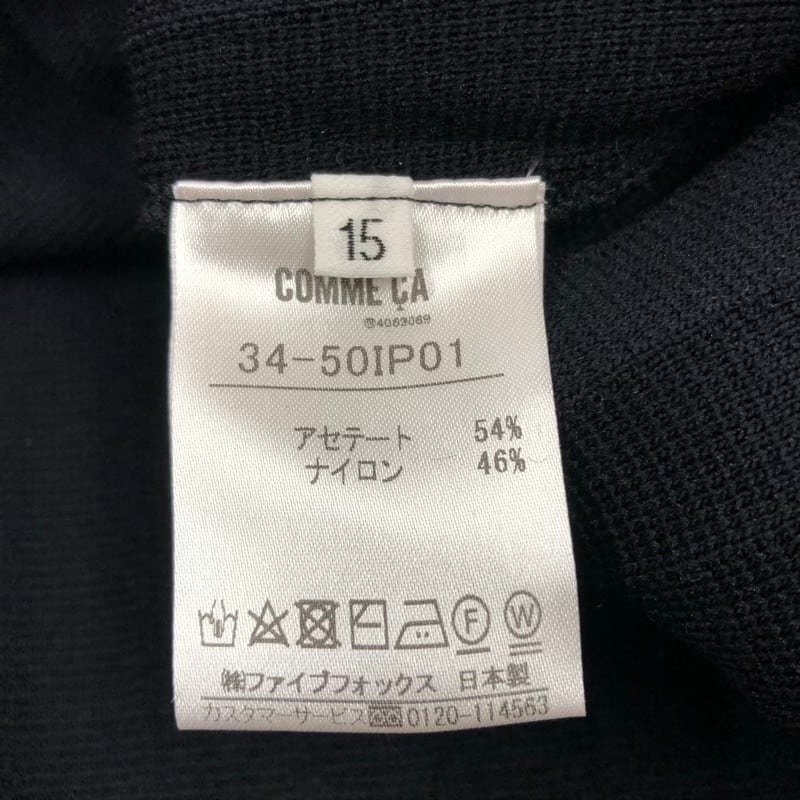 15
COMME ÇA
@4063069
34-50IP01
アセテート 54%
ナイロン 46%
F W
㈱ファイブフォックス 日本製
カスタマーサービス 0120-114563